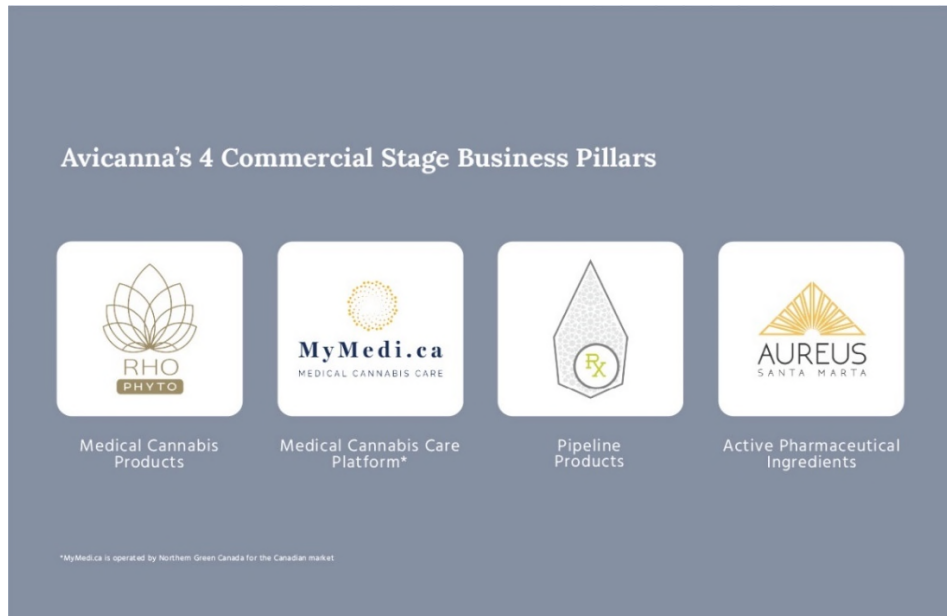 Avicanna's 4 Commercial Stage Business Pillars
RHO
PHYTO
MyMedi.ca
MEDICAL CANNABIS CARE
RX
AUREUS
SANTA MARTA
Medical Cannabis
Products
Medical Cannabis Care
Platform*
Pipeline
Products
Active Pharmaceutical
Ingredients
*MyMedi.ca is operated by Northern Green Canada for the Canadian market